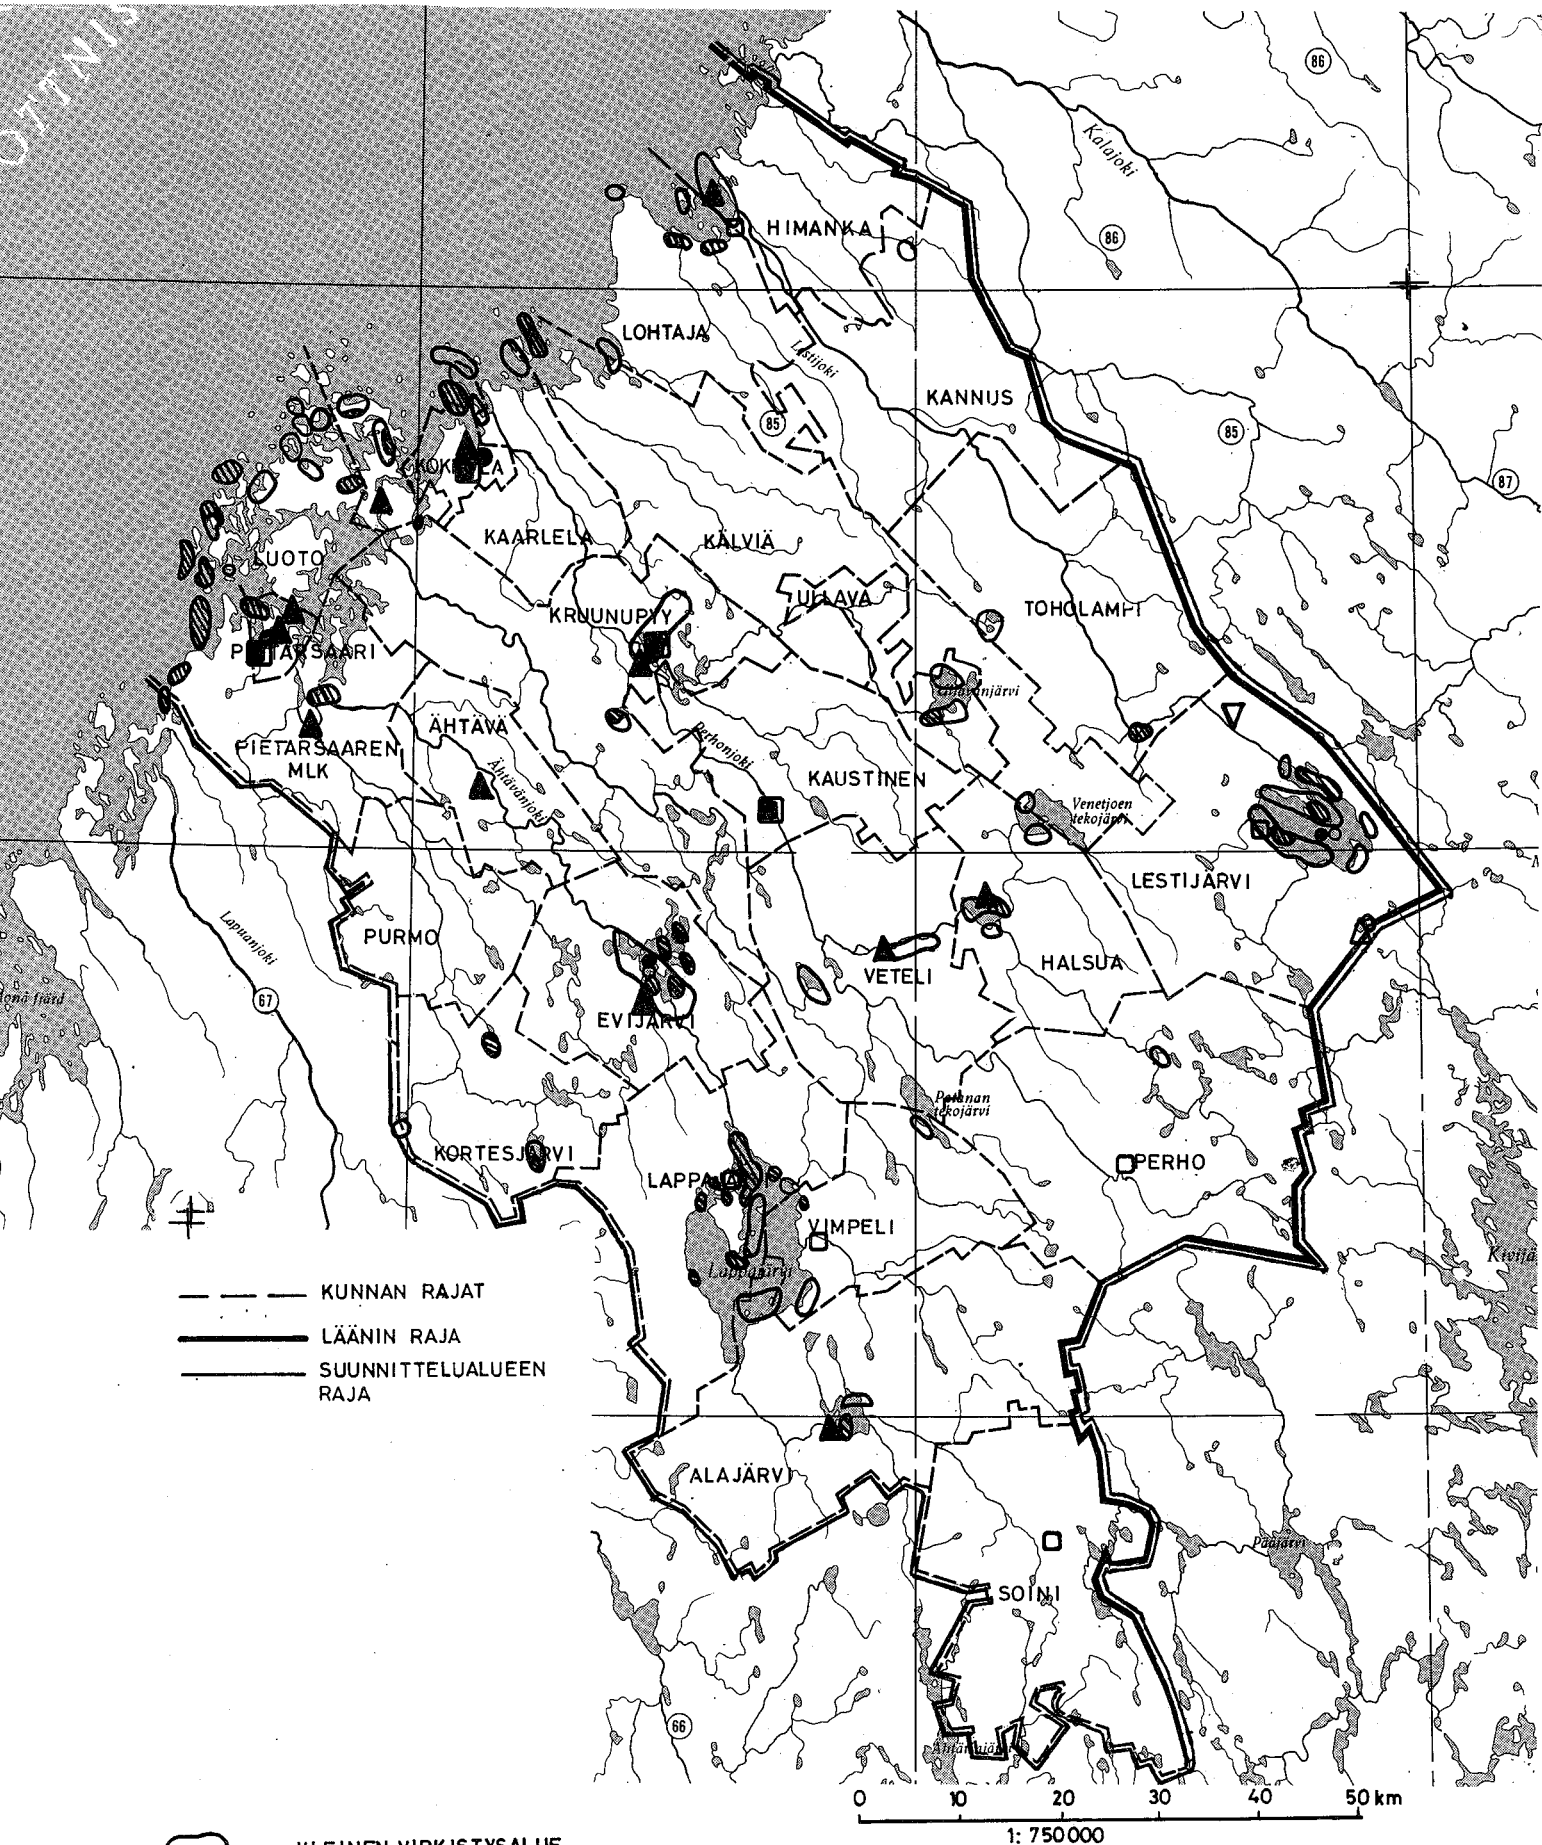 OTTNIS
86
Kalajoki
HIMANKA
86
LOHTAJA
Lestijoki
KANNUS
85
85
87
KAARLELA
KÄLVIÄ
LUOTO
ULLAVA
KRUUNUPYY
TOHOLAMPI
PIETARSAARI
ÄHTÄVÄ
PIETARSAAREN
MLK
Perhonjoki
Ähtävänjoki
KAUSTINEN
Venetjoen
tekojärvi
LESTIJÄRVI
PURMO
Lapuanjoki
VETELI
HALSUA
67
EVIJÄRVI
Patanan
tekojärvi
KORTESJÄRVI
PERHO
VIMPELI
Lappajärvi
KUNNAN RAJAT
LÄÄNIN RAJA
SUUNNITTELUALUEEN
RAJA
ALAJÄRVI
Pääjärvi
SOINI
66
0 10 20 30 40 50 km
1: 750000
YLEINEN VIRKISTYSALUE